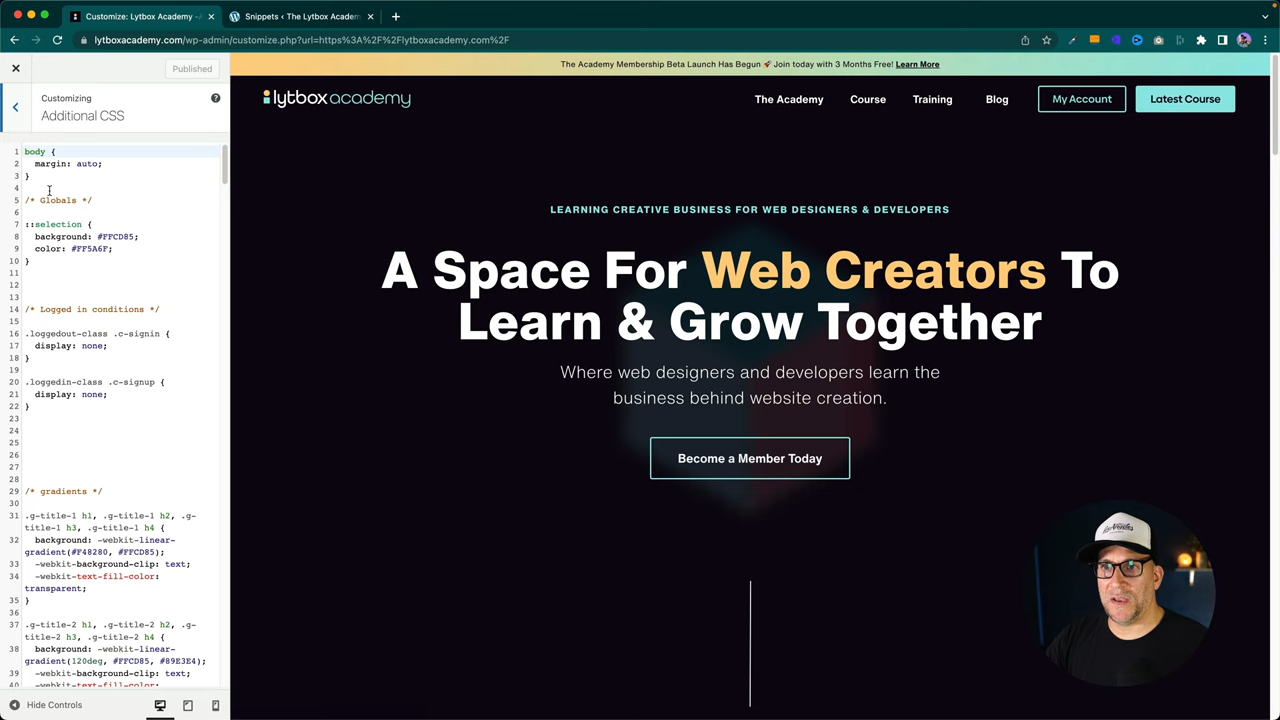 Customize: Lytbox Academy -
Snippets ‹ The Lytbox Academ
lytboxacademy.com/wp-admin/customize.php?url=https%3A%2F%2Flytboxacademy.com%2F
Published
Customizing
Additional CSS
1 body {
2 margin: auto;
3 }
4
5 /* Globals */
6
7 ::selection {
8 background: #FFCD85;
9 color: #FF5A6F;
10 }
11
12
13
14 /* Logged in conditions */
15
16 .loggedout-class .c-signin {
17 display: none;
18 }
19
20 .loggedin-class .c-signup {
21 display: none;
22 }
23
24
25
26
27
28
29 /* gradients */
30
31 .g-title-1 h1, .g-title-1 h2, .g-
title-1 h3, .g-title-1 h4 {
32 background: -webkit-linear-
gradient(#F48280, #FFCD85);
33 -webkit-background-clip: text;
34 -webkit-text-fill-color:
transparent;
35 }
36
37 .g-title-2 h1, .g-title-2 h2, .g-
title-2 h3, .g-title-2 h4 {
38 background: -webkit-linear-
gradient(120deg, #FFCD85, #89E3E4);
39 -webkit-background-clip: text;
40 -webkit-text-fill-color:
Hide Controls
The Academy Membership Beta Launch Has Begun 🚀 Join today with 3 Months Free! Learn More
lytboxacademy
The Academy
Course
Training
Blog
My Account
Latest Course
LEARNING CREATIVE BUSINESS FOR WEB DESIGNERS & DEVELOPERS
A Space For Web Creators To
Learn & Grow Together
Where web designers and developers learn the
business behind website creation.
Become a Member Today